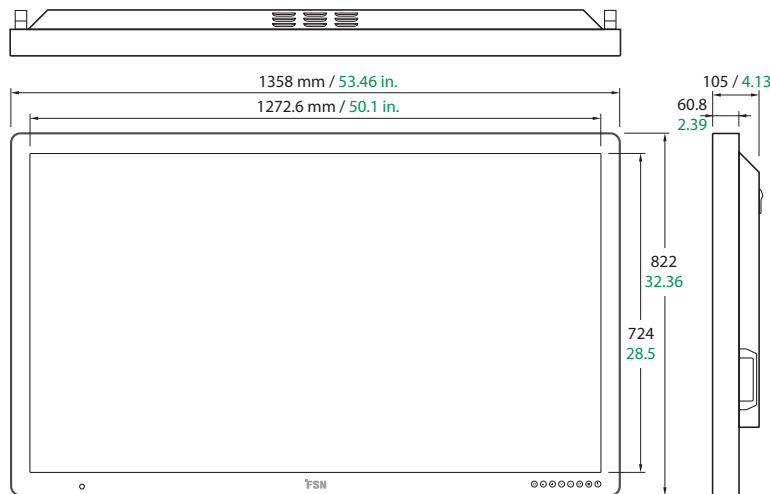 1358 mm / 53.46 in.
105 / 4.13
1272.6 mm / 50.1 in.
60.8
2.39
822
32.36
724
28.5
FSN